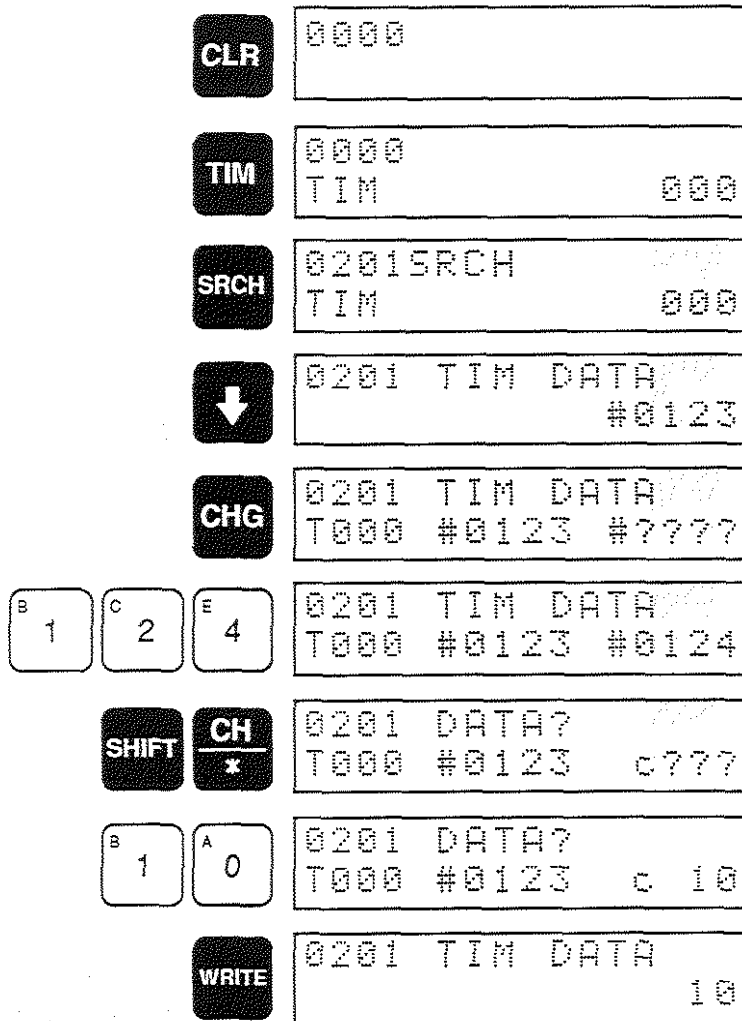 CLR
0000
TIM
0000
TIM 000
SRCH
0201SRCH
TIM 000
0201 TIM DATA
#0123
CHG
0201 TIM DATA
T000 #0123 #????
B 1 C 2 E 4
0201 TIM DATA
T000 #0123 #0124
SHIFT CH *
0201 DATA?
T000 #0123 c???
B 1 A 0
0201 DATA?
T000 #0123 c 10
WRITE
0201 TIM DATA
10